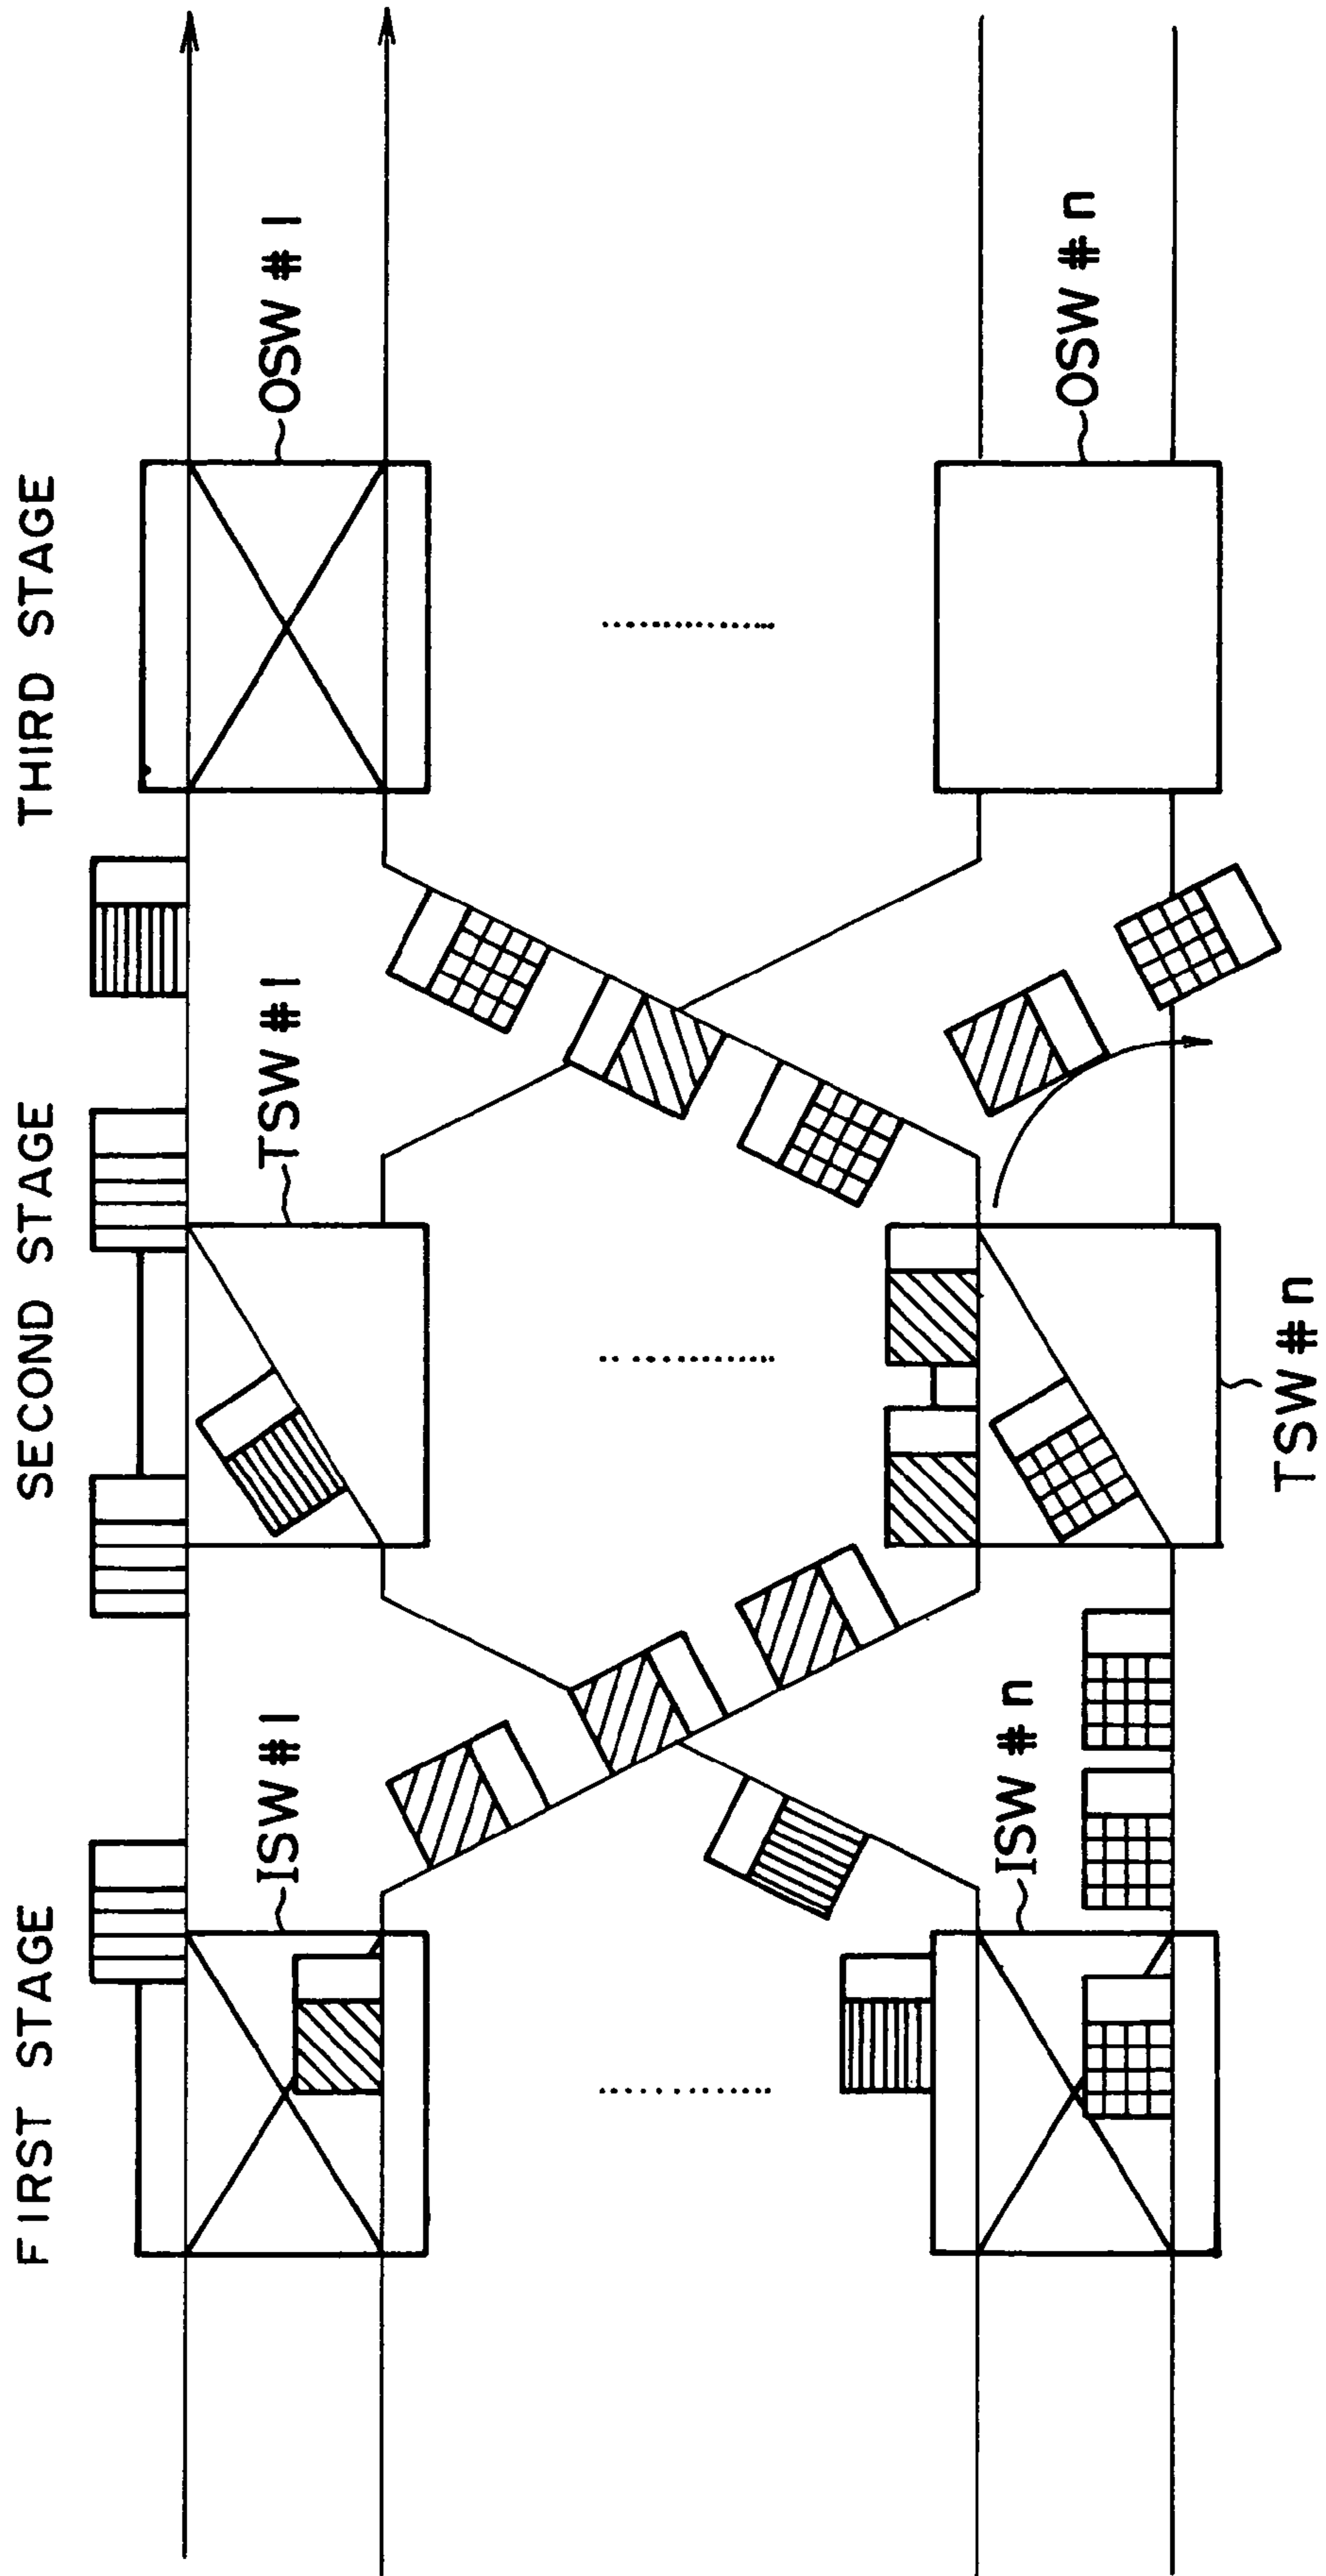 FIRST STAGE
SECOND STAGE
THIRD STAGE
ISW #1
TSW #1
OSW #1
ISW #n
TSW #n
OSW #n